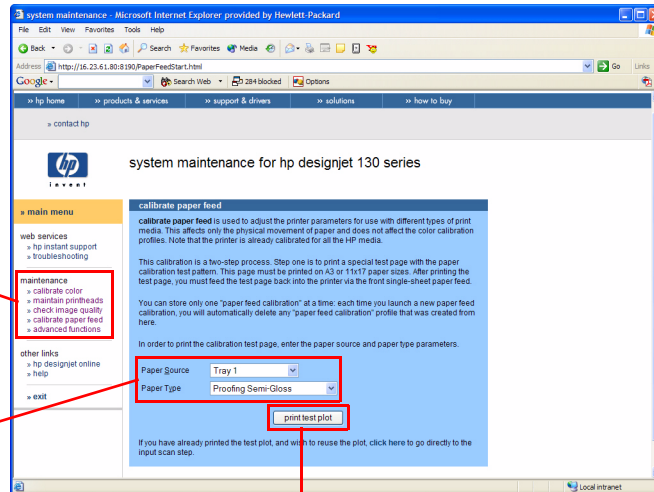 system maintenance - Microsoft Internet Explorer provided by Hewlett-Packard
File Edit View Favorites Tools Help
Back Search Favorites Media
Address http://16.23.61.80:8190/PaperFeedStart.html Go Links
Google Search Web 284 blocked Options
» hp home » products & services » support & drivers » solutions » how to buy
» contact hp
hp
invent
system maintenance for hp designjet 130 series
» main menu
web services
» hp instant support
» troubleshooting
maintenance
» calibrate color
» maintain printheads
» check image quality
» calibrate paper feed
» advanced functions
other links
» hp designjet online
» help
» exit
calibrate paper feed
calibrate paper feed is used to adjust the printer parameters for use with different types of print
media. This affects only the physical movement of paper and does not affect the color calibration
profiles. Note that the printer is already calibrated for all the HP media.
This calibration is a two-step process. Step one is to print a special test page with the paper
calibration test pattern. This page must be printed on A3 or 11x17 paper sizes. After printing the
test page, you must feed the test page back into the printer via the front single-sheet paper feed.
You can store only one "paper feed calibration" at a time: each time you launch a new paper feed
calibration, you will automatically delete any "paper feed calibration" profile that was created from
here.
In order to print the calibration test page, enter the paper source and paper type parameters.
Paper Source Tray 1
Paper Type Proofing Semi-Gloss
print test plot
If you have already printed the test plot, and wish to reuse the plot, click here to go directly to the
input scan step.
Local intranet